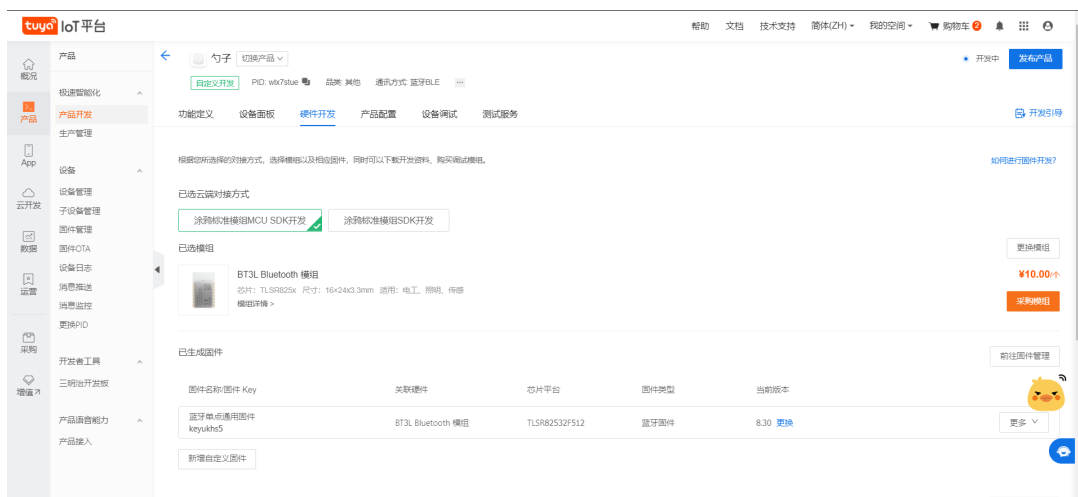 tuya IoT平台
帮助 文档 技术支持 简体(ZH) 我的空间 购物车 2
概况
产品
App
云开发
数据
运营
采购
增值
产品
极速智能化
产品开发
生产管理
设备
设备管理
子设备管理
固件管理
固件OTA
设备日志
消息推送
消息监控
更换PID
开发者工具
三明治开发板
产品语音能力
产品接入
勺子 切换产品
开发中 发布产品
自定义开发 PID: wlx7stue 品类: 其他 通讯方式: 蓝牙BLE ···
功能定义 设备面板 硬件开发 产品配置 设备调试 测试服务
开发引导
根据您所选择的对接方式，选择模组以及相应固件，同时可以下载开发资料、购买调试模组。
如何进行固件开发?
已选云端对接方式
涂鸦标准模组MCU SDK开发 涂鸦标准模组SDK开发
已选模组
更换模组
BT3L Bluetooth 模组
¥10.00/个
芯片：TLSR825x 尺寸：16×24x3.3mm 适用：电工、照明、传感
模组详情 >
采购模组
已生成固件
前往固件管理
固件名称/固件 Key 关联硬件 芯片平台 固件类型 当前版本
蓝牙单点通用固件
keyukhs5
BT3L Bluetooth 模组 TLSR82532F512 蓝牙固件 8.30 更换
更多
新增自定义固件